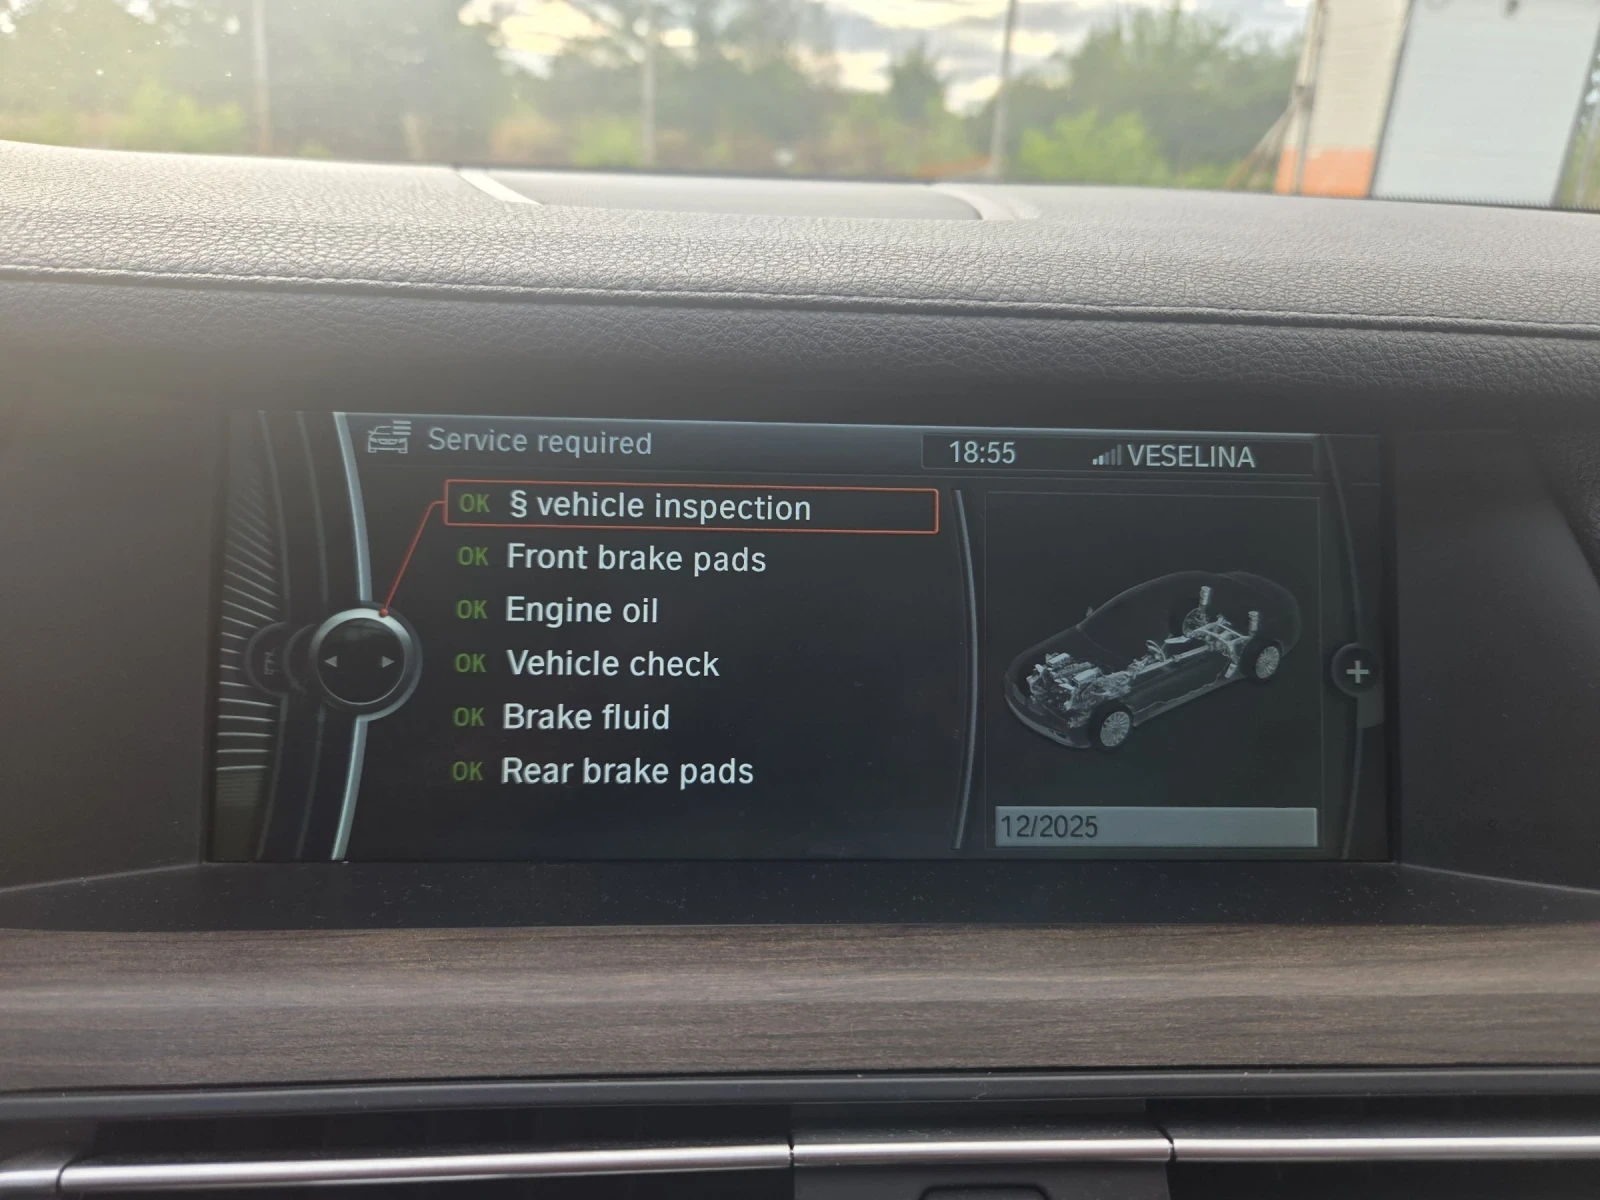 Service required
18:55
VESELINA
OK § vehicle inspection
OK Front brake pads
OK Engine oil
OK Vehicle check
OK Brake fluid
OK Rear brake pads
+
12/2025